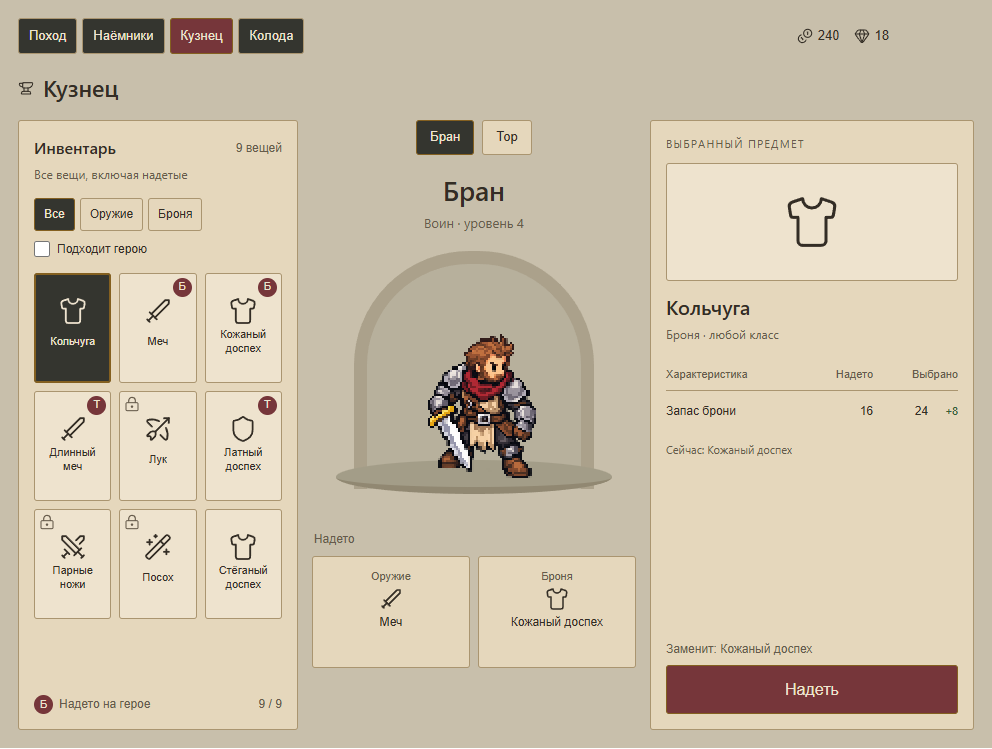 Поход
Наёмники
Кузнец
Колода
240
18
Кузнец
Инвентарь
9 вещей
Все вещи, включая надетые
Все
Оружие
Броня
Подходит герою
Кольчуга
Б
Меч
Б
Кожаный
доспех
Т
Длинный
меч
Лук
Т
Латный
доспех
Парные
ножи
Посох
Стёганый
доспех
Б Надето на герое
9 / 9
Бран
Тор
Бран
Воин · уровень 4
Надето
Оружие
Меч
Броня
Кожаный доспех
ВЫБРАННЫЙ ПРЕДМЕТ
Кольчуга
Броня · любой класс
Характеристика Надето Выбрано
Запас брони 16 24 +8
Сейчас: Кожаный доспех
Заменит: Кожаный доспех
Надеть